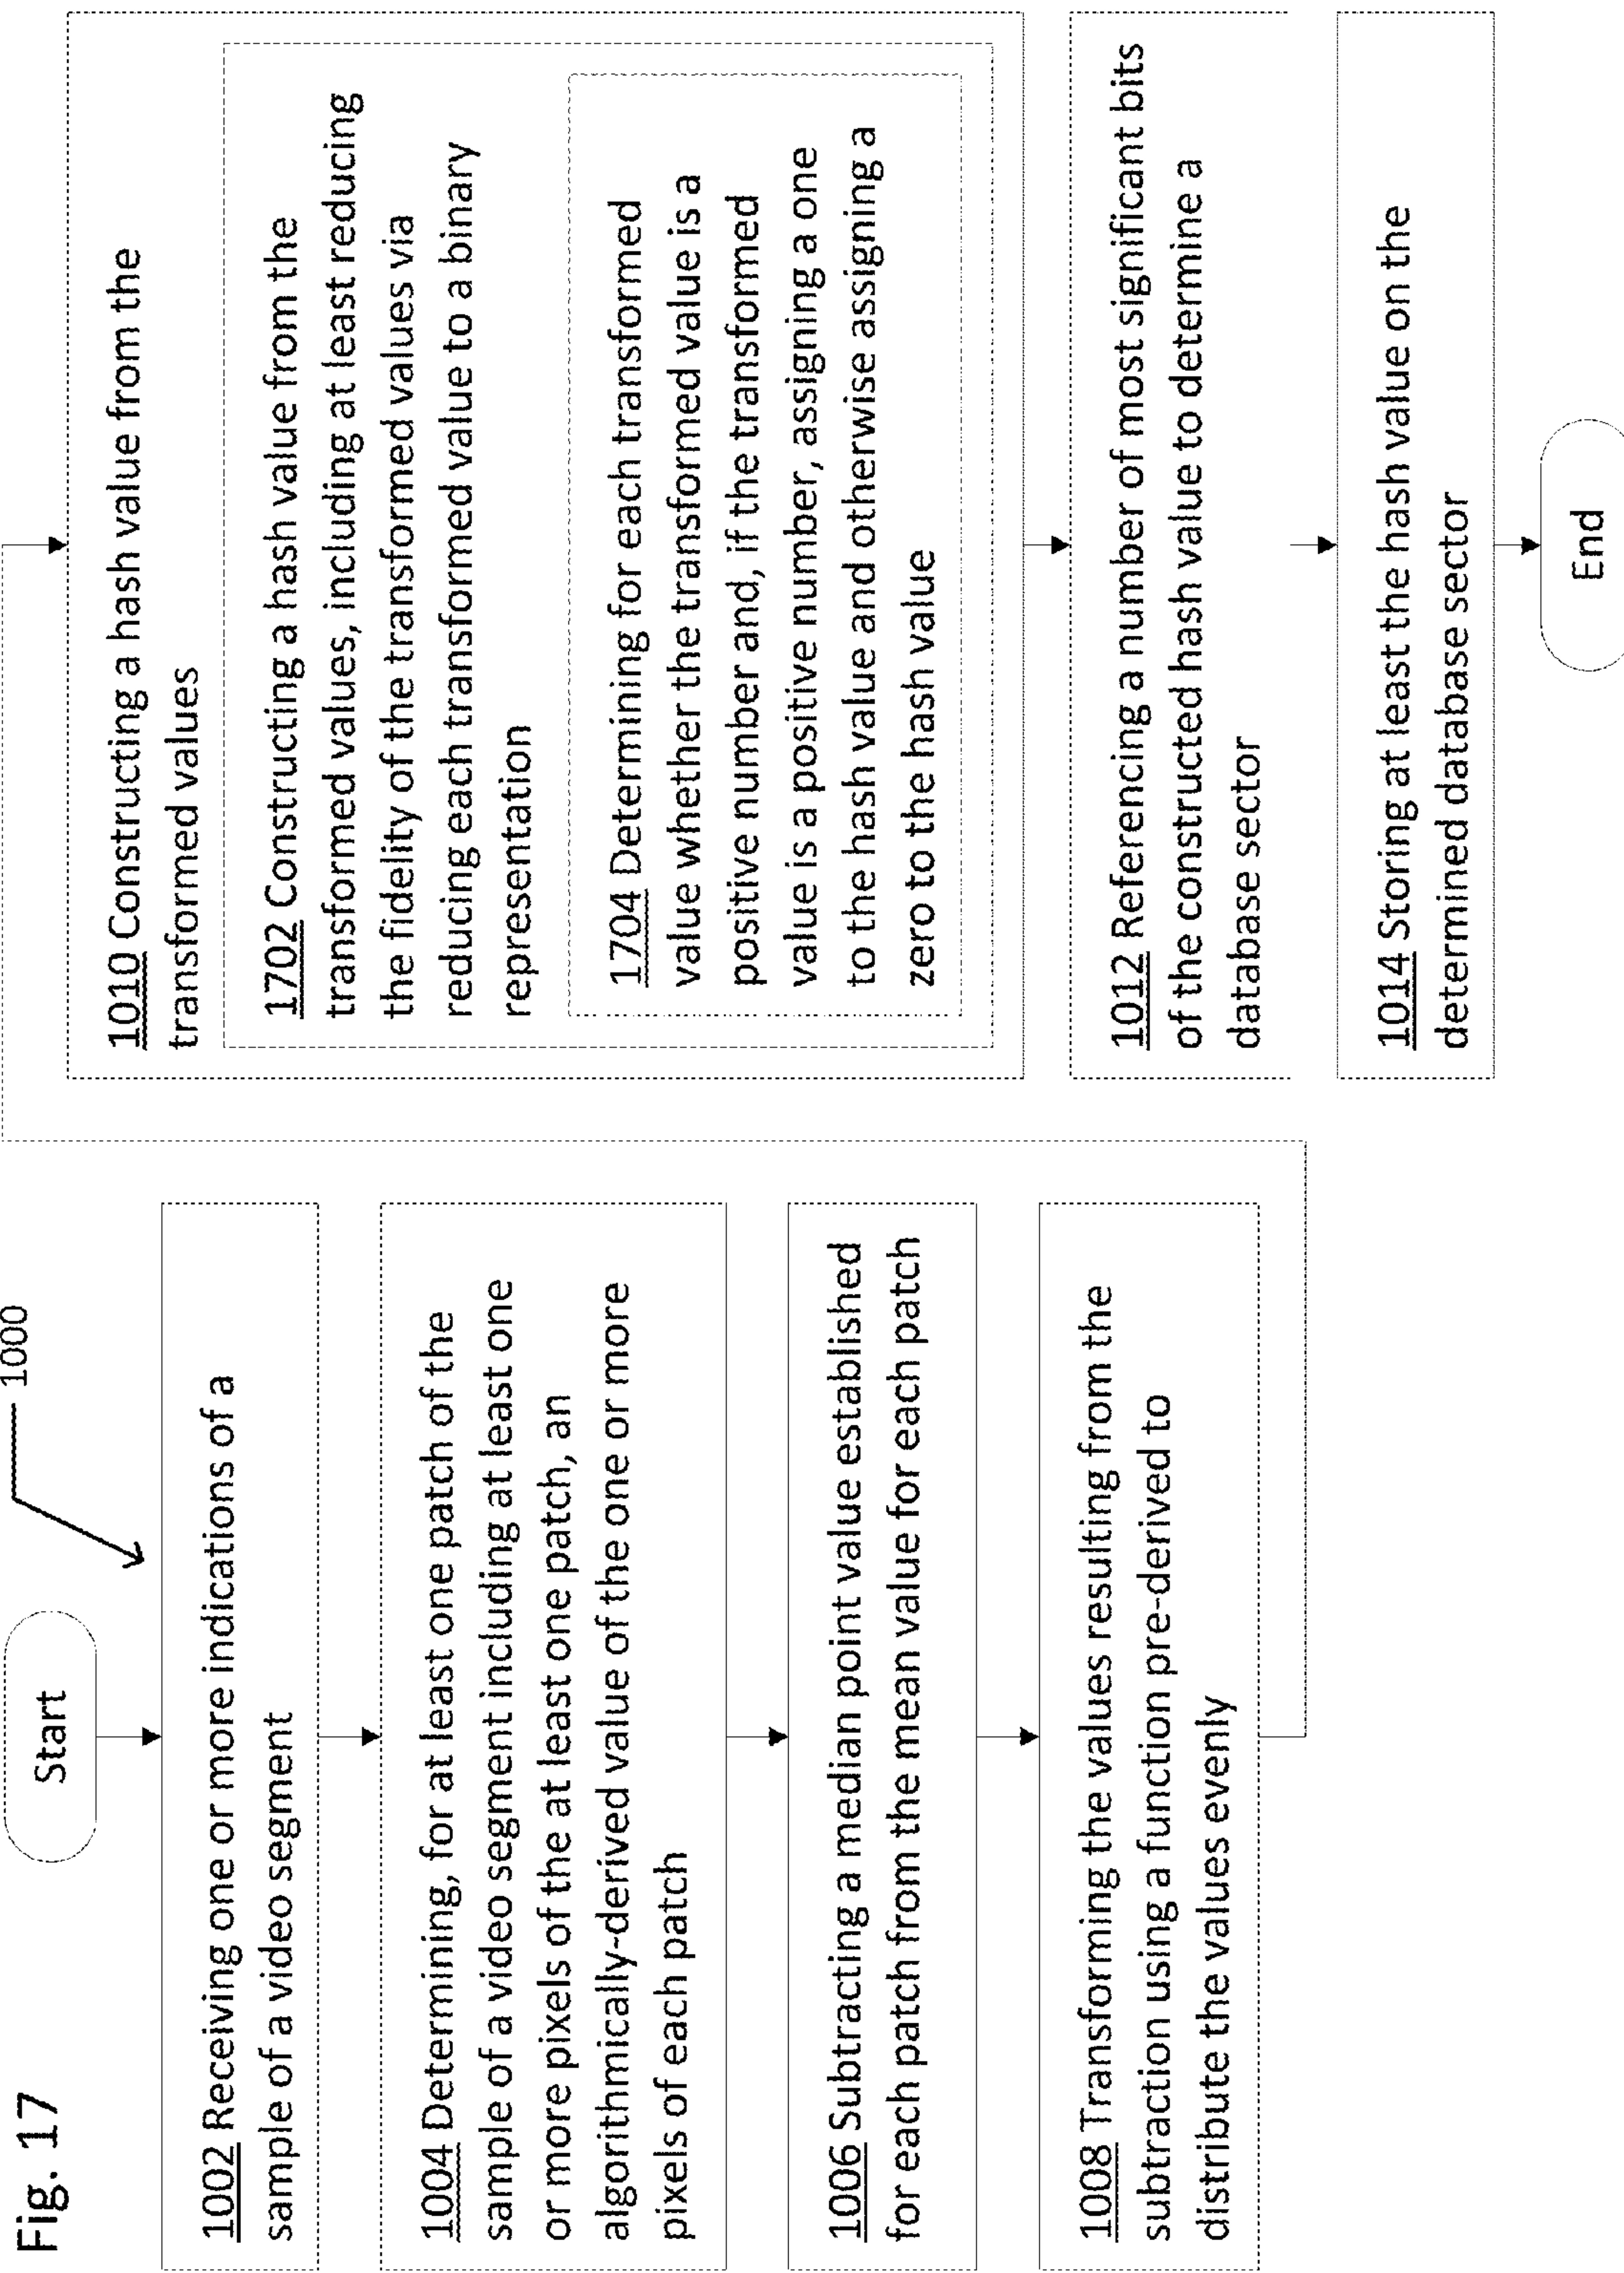 Fig. 17
1000
Start
1002 Receiving one or more indications of a
sample of a video segment
1004 Determining, for at least one patch of the
sample of a video segment including at least one
or more pixels of the at least one patch, an
algorithmically-derived value of the one or more
pixels of each patch
1006 Subtracting a median point value established
for each patch from the mean value for each patch
1008 Transforming the values resulting from the
subtraction using a function pre-derived to
distribute the values evenly
1010 Constructing a hash value from the
transformed values
1702 Constructing a hash value from the
transformed values, including at least reducing
the fidelity of the transformed values via
reducing each transformed value to a binary
representation
1704 Determining for each transformed
value whether the transformed value is a
positive number and, if the transformed
value is a positive number, assigning a one
to the hash value and otherwise assigning a
zero to the hash value
1012 Referencing a number of most significant bits
of the constructed hash value to determine a
database sector
1014 Storing at least the hash value on the
determined database sector
End